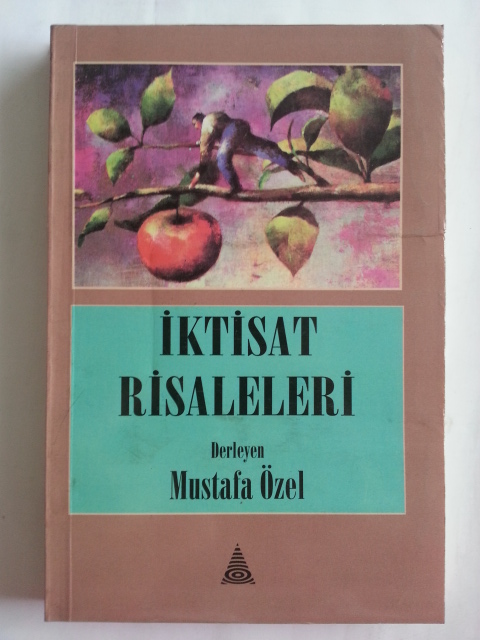 İKTİSAT
RİSALELERİ
Derleyen
Mustafa Özel